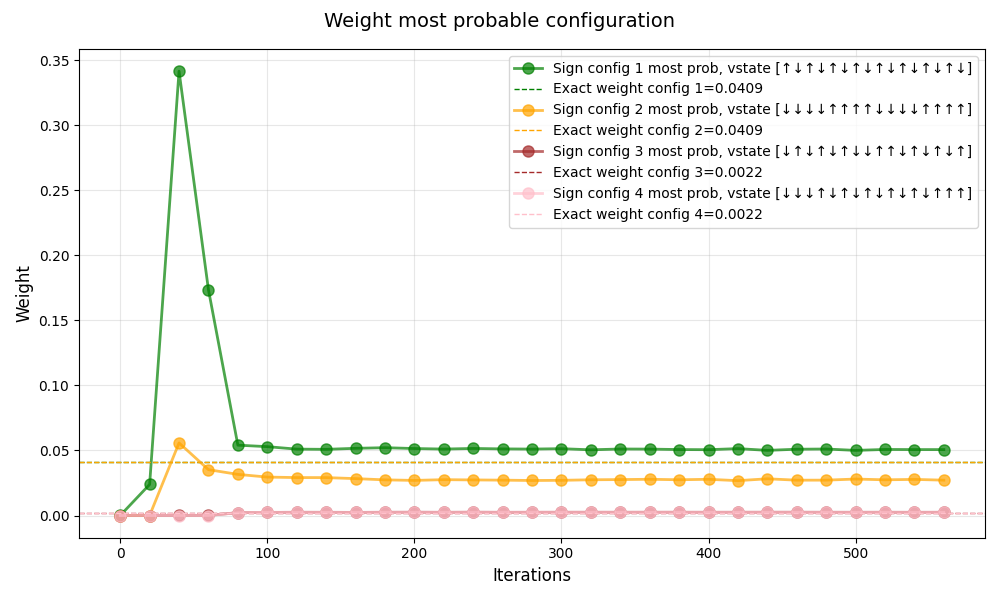 Weight most probable configuration
Weight
0.35
0.30
0.25
0.20
0.15
0.10
0.05
0.00
Sign config 1 most prob, vstate [↑↓↑↓↑↓↑↓↑↓↑↓↑↓↑↓]
Exact weight config 1=0.0409
Sign config 2 most prob, vstate [↓↓↓↓↑↑↑↑↓↓↓↓↑↑↑↑]
Exact weight config 2=0.0409
Sign config 3 most prob, vstate [↓↑↓↑↓↑↓↓↑↑↓↑↓↑↓↑]
Exact weight config 3=0.0022
Sign config 4 most prob, vstate [↓↓↓↑↓↑↓↑↓↑↓↑↓↑↑↑]
Exact weight config 4=0.0022
0 100 200 300 400 500
Iterations